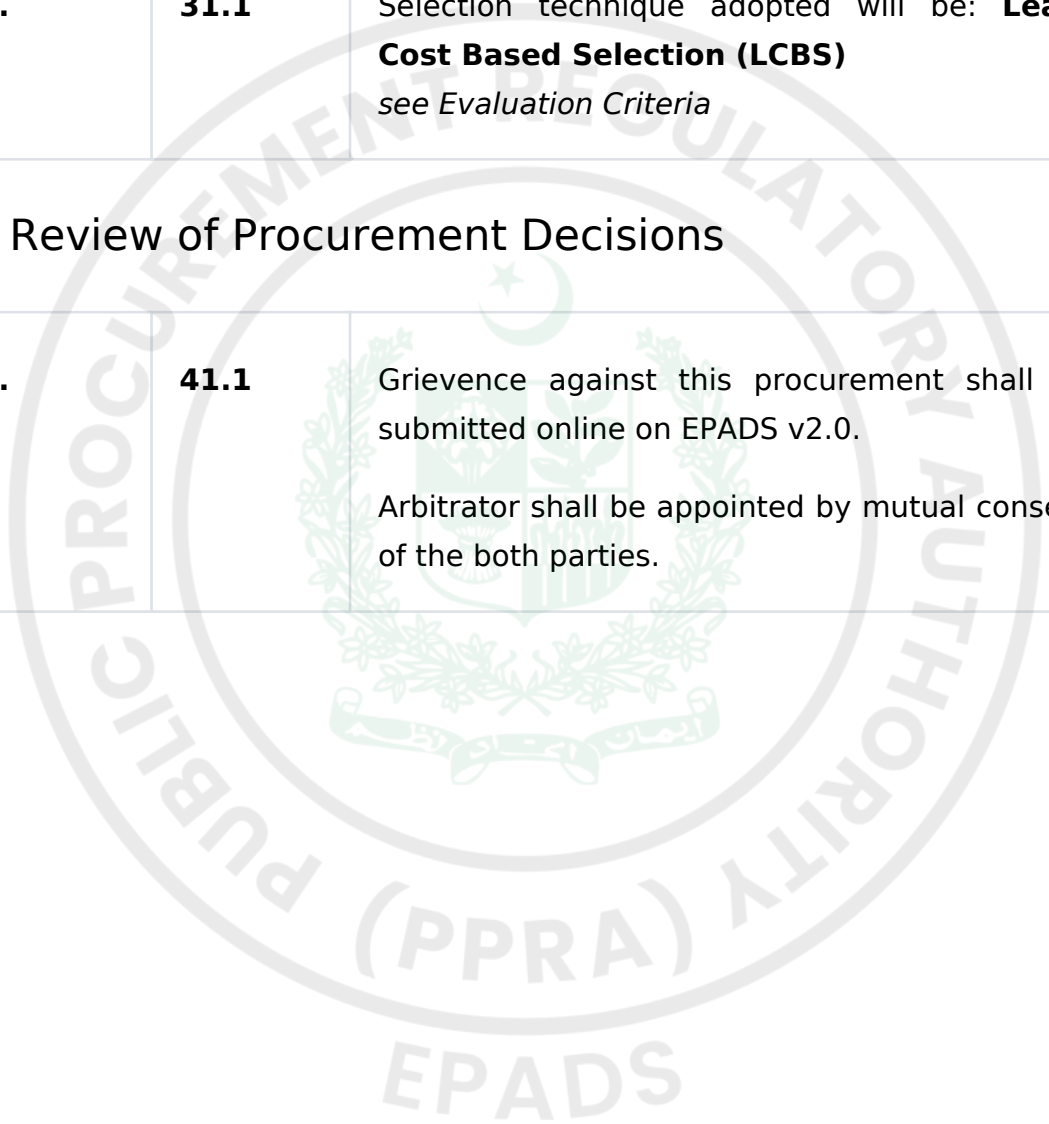 . 31.1 Selection technique adopted will be: Lea
Cost Based Selection (LCBS)
see Evaluation Criteria
Review of Procurement Decisions
. 41.1 Grievence against this procurement shall
submitted online on EPADS v2.0.
Arbitrator shall be appointed by mutual conse
of the both parties.
PUBLIC PROCUREMENT REGULATORY AUTHORITY
(PPRA)
EPADS